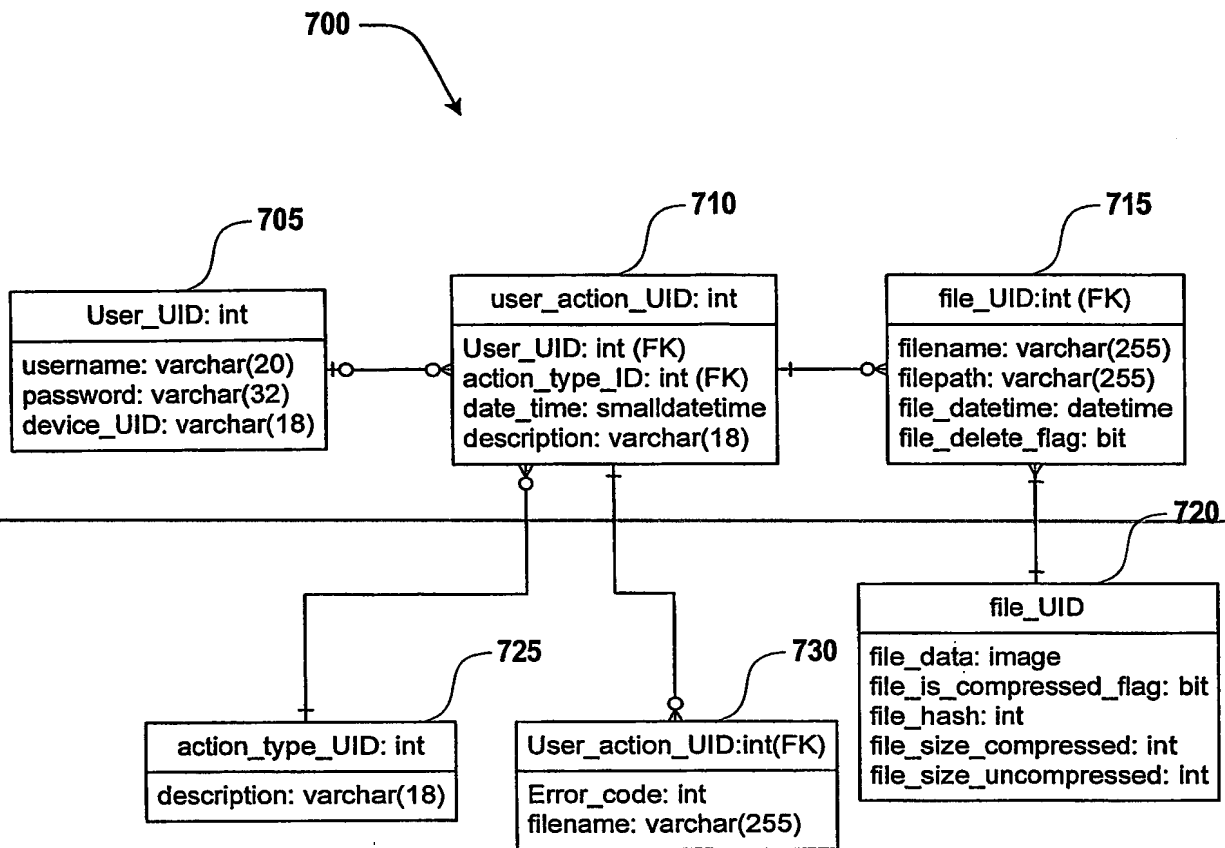 700
705
User_UID: int
username: varchar(20)
password: varchar(32)
device_UID: varchar(18)
710
user_action_UID: int
User_UID: int (FK)
action_type_ID: int (FK)
date_time: smalldatetime
description: varchar(18)
715
file_UID:int (FK)
filename: varchar(255)
filepath: varchar(255)
file_datetime: datetime
file_delete_flag: bit
720
file_UID
file_data: image
file_is_compressed_flag: bit
file_hash: int
file_size_compressed: int
file_size_uncompressed: int
725
action_type_UID: int
description: varchar(18)
730
User_action_UID:int(FK)
Error_code: int
filename: varchar(255)